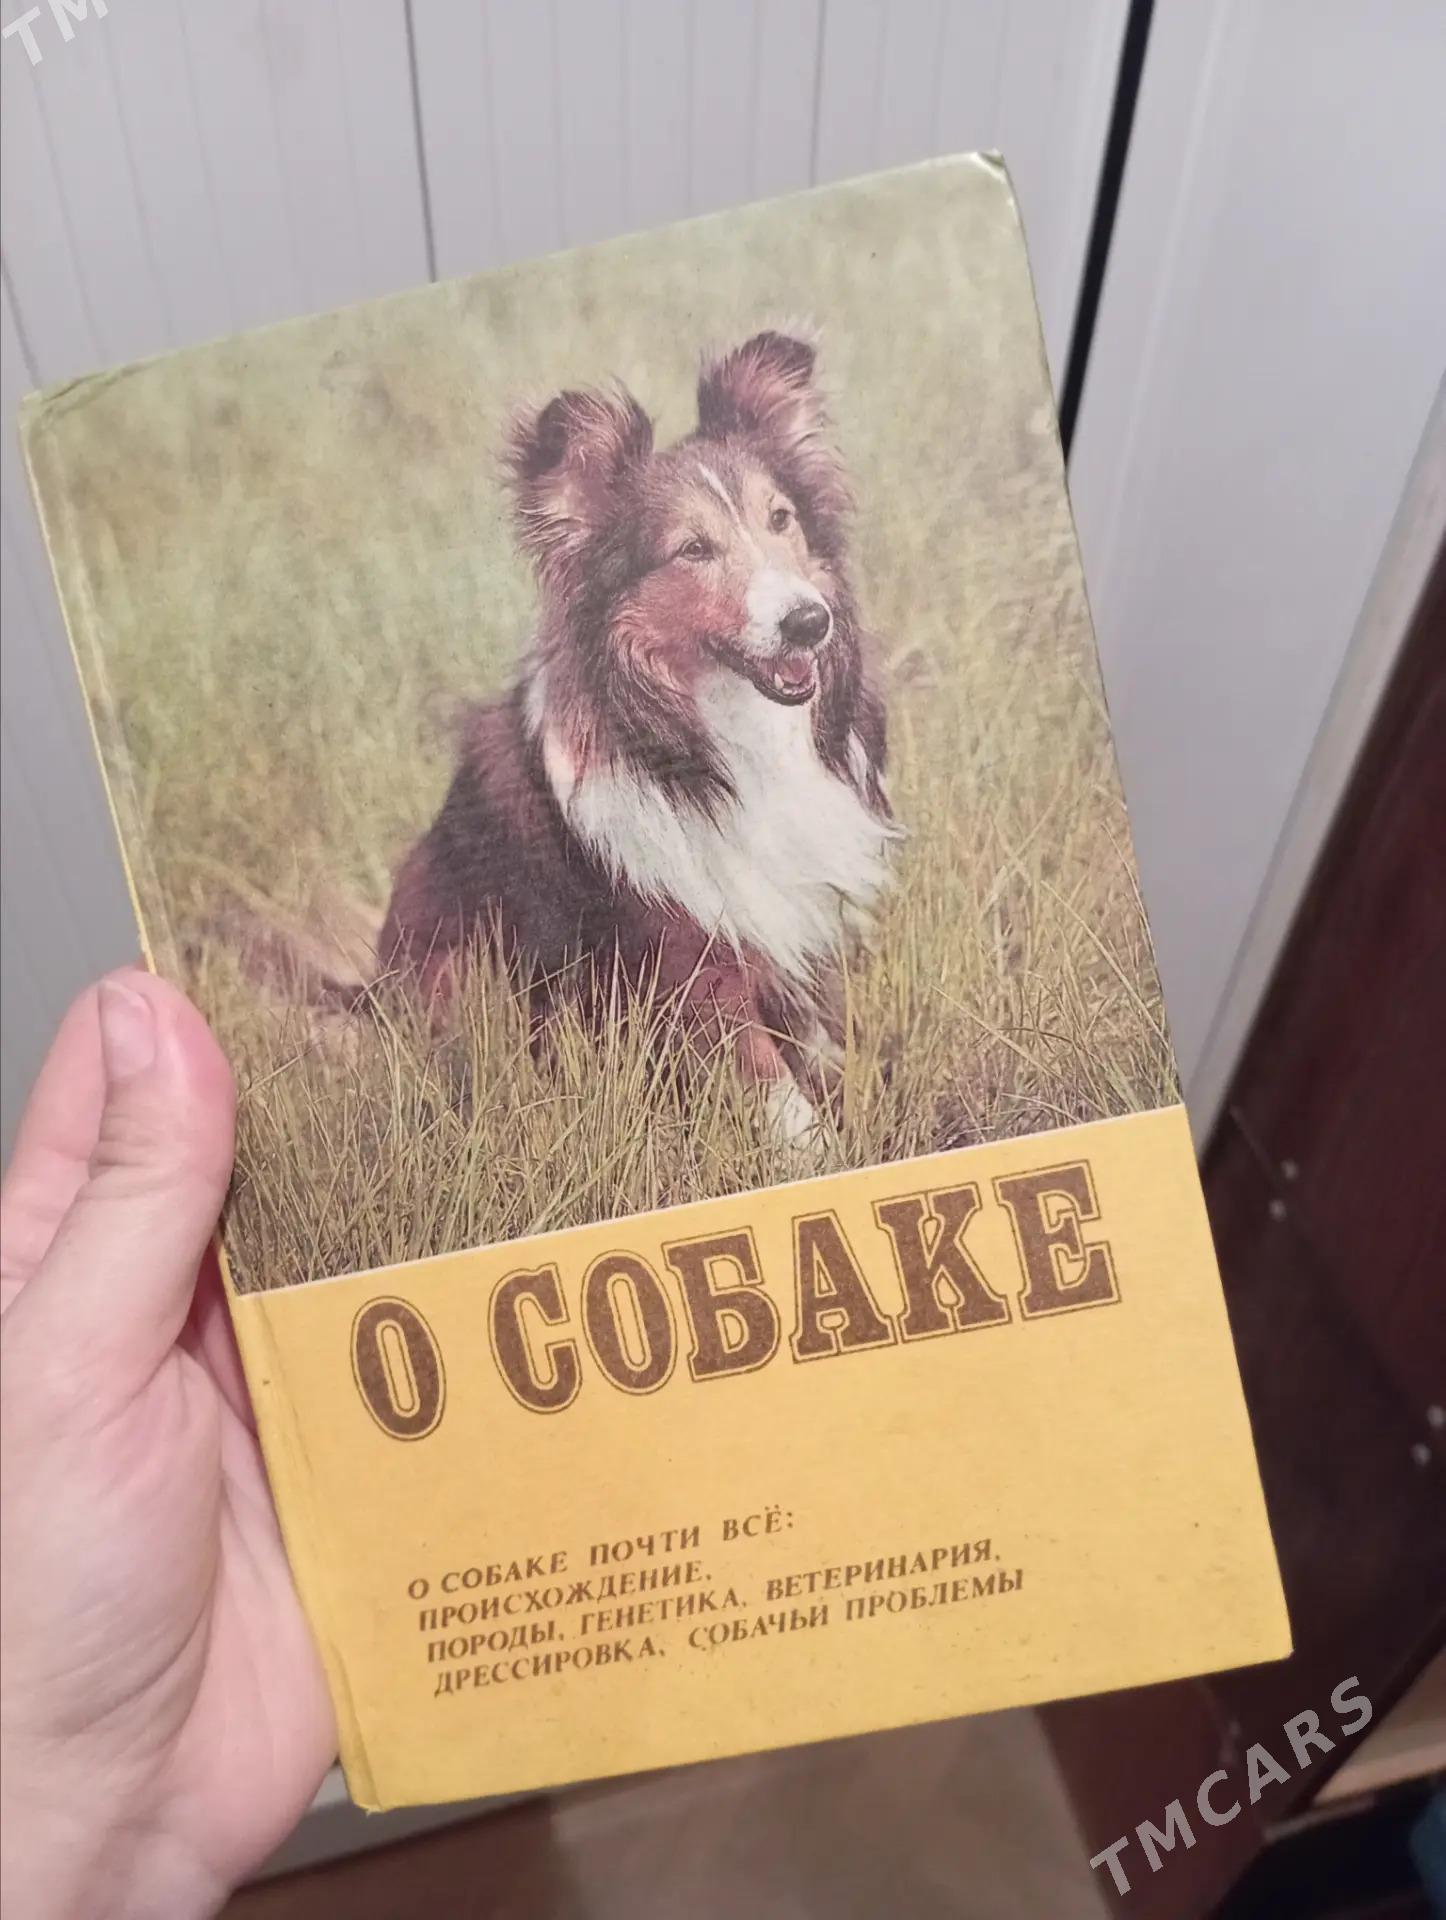 TM
О СОБАКЕ
О СОБАКЕ ПОЧТИ ВСЁ:
ПРОИСХОЖДЕНИЕ,
ПОРОДЫ, ГЕНЕТИКА, ВЕТЕРИНАРИЯ,
ДРЕССИРОВКА, СОБАЧЬИ ПРОБЛЕМЫ
TMCARS